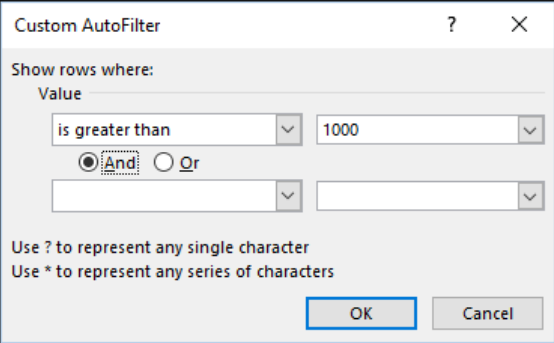 Custom AutoFilter ?
Show rows where:
Value
is greater than 1000
And Or
Use ? to represent any single character
Use * to represent any series of characters
OK Cancel